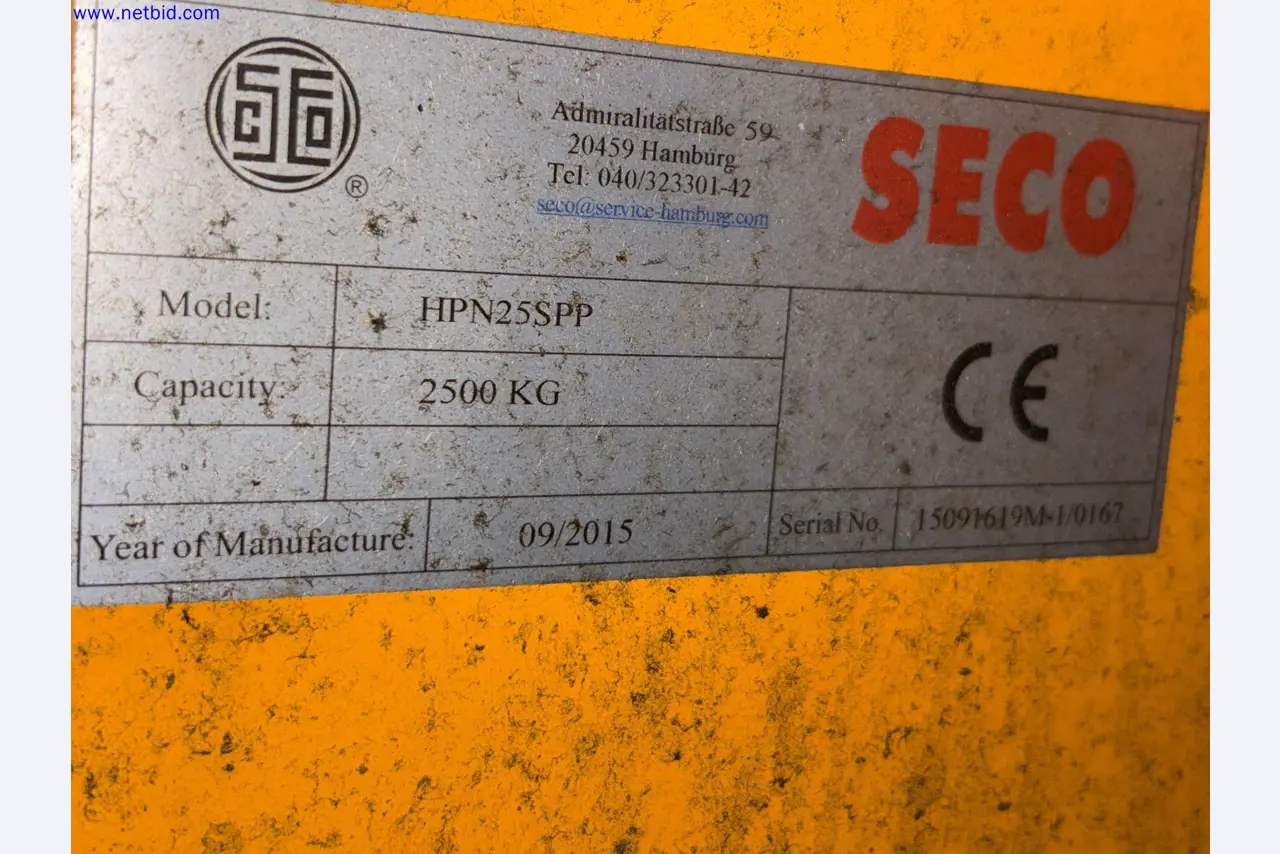 www.netbid.com
SECO
®
Admiralitätstraße 59
20459 Hamburg
Tel: 040/323301-42
seco@service-hamburg.com
SECO
Model: HPN25SPP
Capacity: 2500 KG
CE
Year of Manufacture: 09/2015 Serial No. 15091619M-1/0167